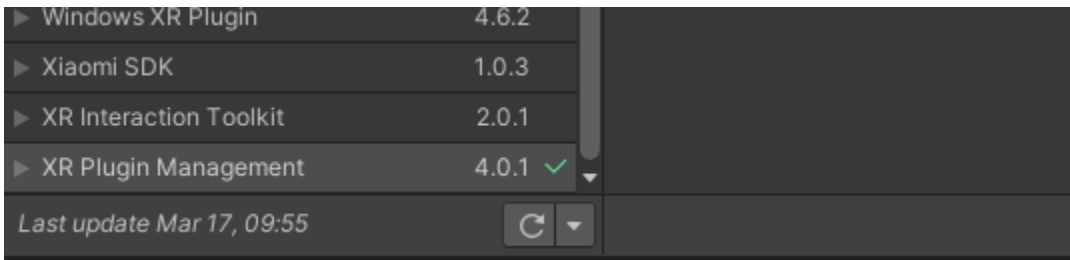 Windows XR Plugin 4.6.2
Xiaomi SDK 1.0.3
XR Interaction Toolkit 2.0.1
XR Plugin Management 4.0.1
Last update Mar 17, 09:55